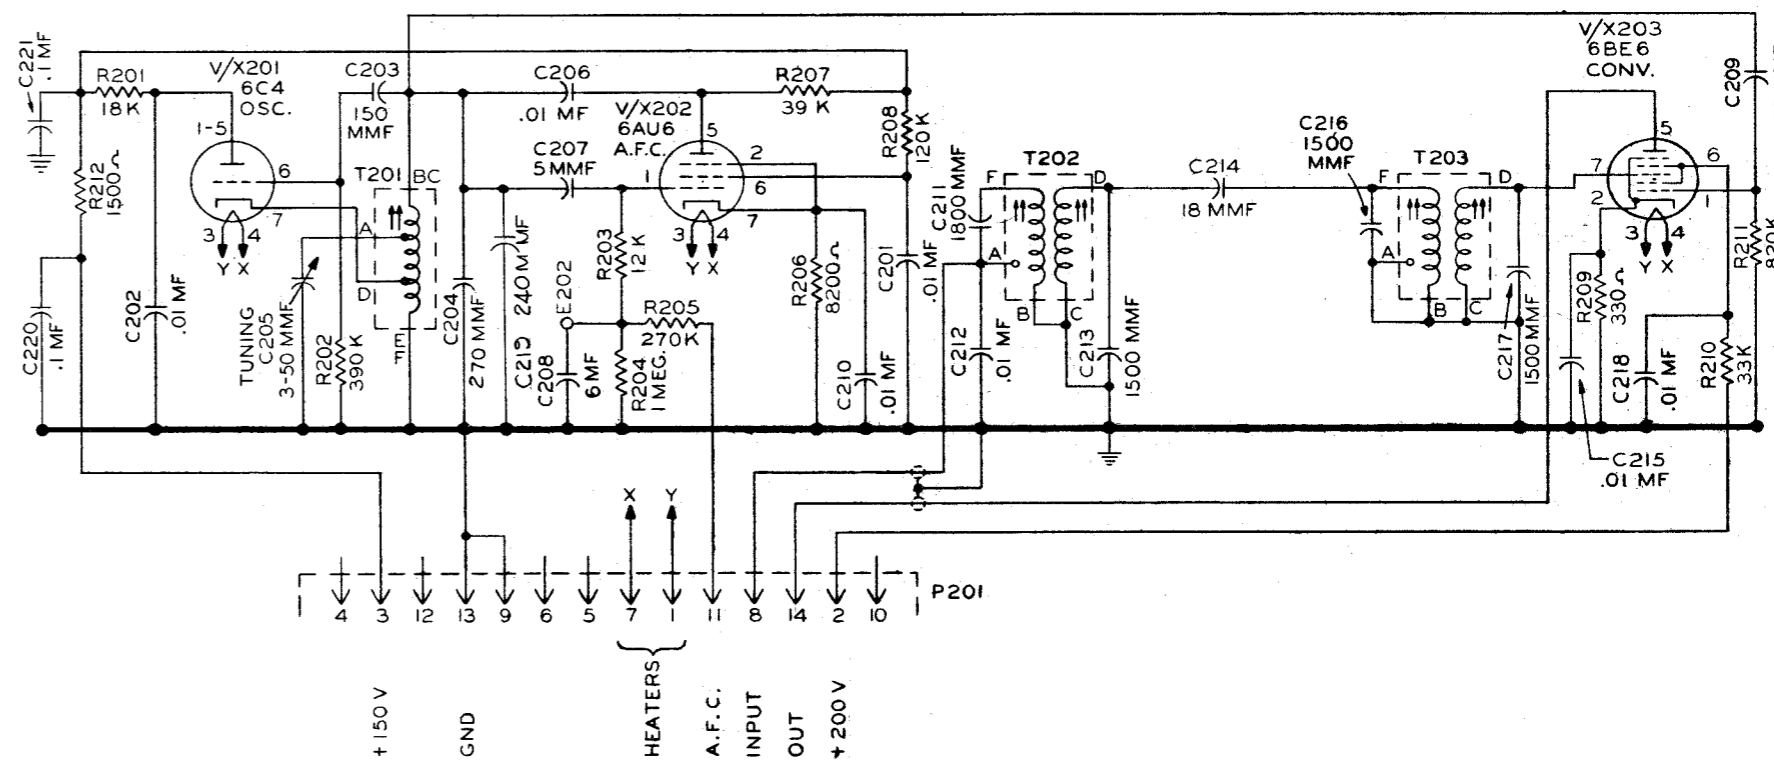 C221
.1 MF
R201
18K
V/X201
6C4
OSC.
1-5
6
7
3
4
Y
X
C203
150
MMF
C206
.01 MF
C207
5 MMF
V/X202
6AU6
A.F.C.
5
1
2
6
7
3
4
Y
X
R207
39 K
R208
120 K
R212
1500Ω
T201
BC
A
D
E
F
C220
.1 MF
C202
.01 MF
TUNING
C205
3-50 MMF
R202
390 K
C204
270 MMF
C219
240 MMF
E202
C208
6 MF
R203
12 K
R204
1 MEG.
R205
270K
R206
8200Ω
C210
.01 MF
C201
.01 MF
C211
1800 MMF
T202
F
D
A
B
C
C212
.01 MF
C213
1500 MMF
C214
18 MMF
C216
1500
MMF
T203
F
D
A
B
C
C217
1500 MMF
V/X203
6BE6
CONV.
5
7
6
2
1
3
4
Y
X
C209
R211
820K
R209
330Ω
C218
.01 MF
R210
33K
C215
.01 MF
X
Y
P201
4
3
12
13
9
6
5
7
1
11
8
14
2
10
+150 V
GND
HEATERS
A.F.C.
INPUT
OUT
+200V